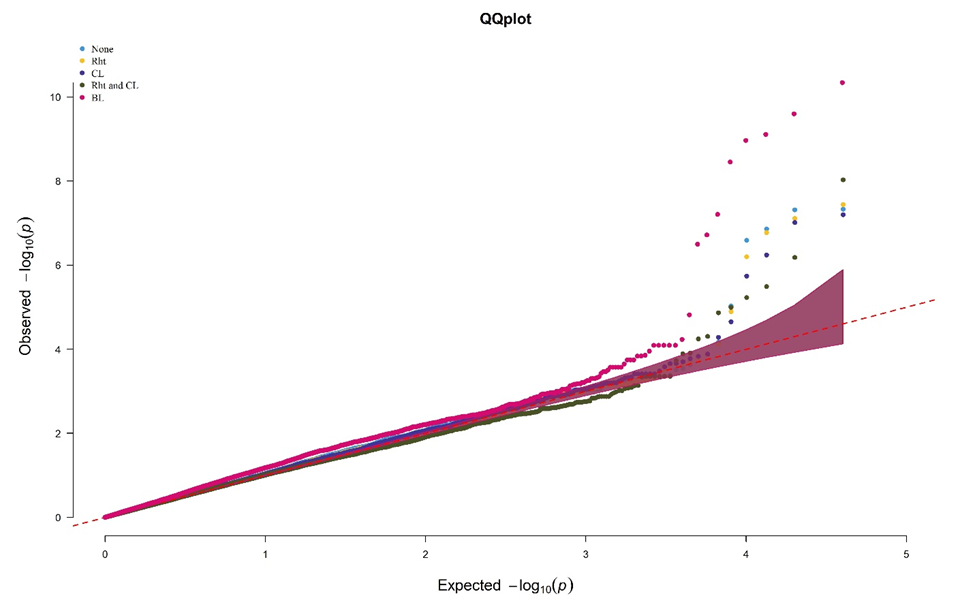 QQplot
None
Rht
CL
Rht and CL
BL
10
8
6
4
2
0
Observed −log10(p)
0 1 2 3 4 5
Expected −log10(p)